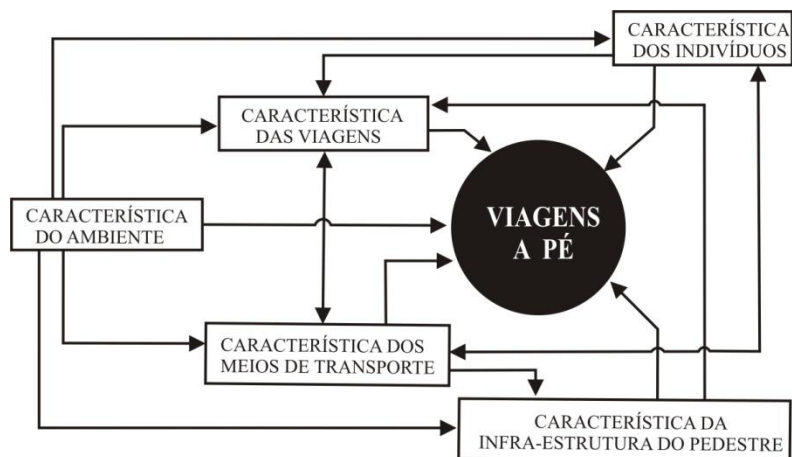 CARACTERÍSTICA
DOS INDIVÍDUOS
CARACTERÍSTICA
DAS VIAGENS
VIAGENS
A PÉ
CARACTERÍSTICA
DO AMBIENTE
CARACTERÍSTICA DOS
MEIOS DE TRANSPORTE
CARACTERÍSTICA DA
INFRA-ESTRUTURA DO PEDESTRE